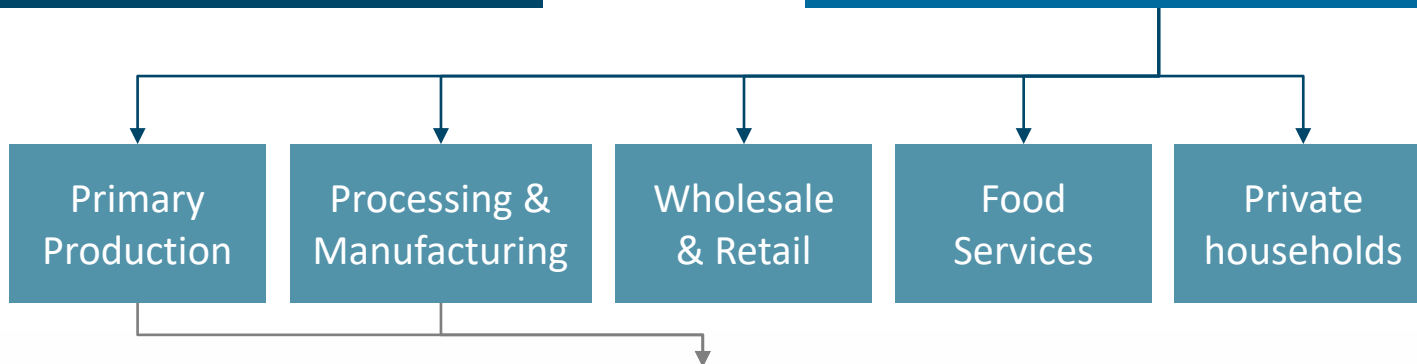 Primary
Production
Processing &
Manufacturing
Wholesale
& Retail
Food
Services
Private
households